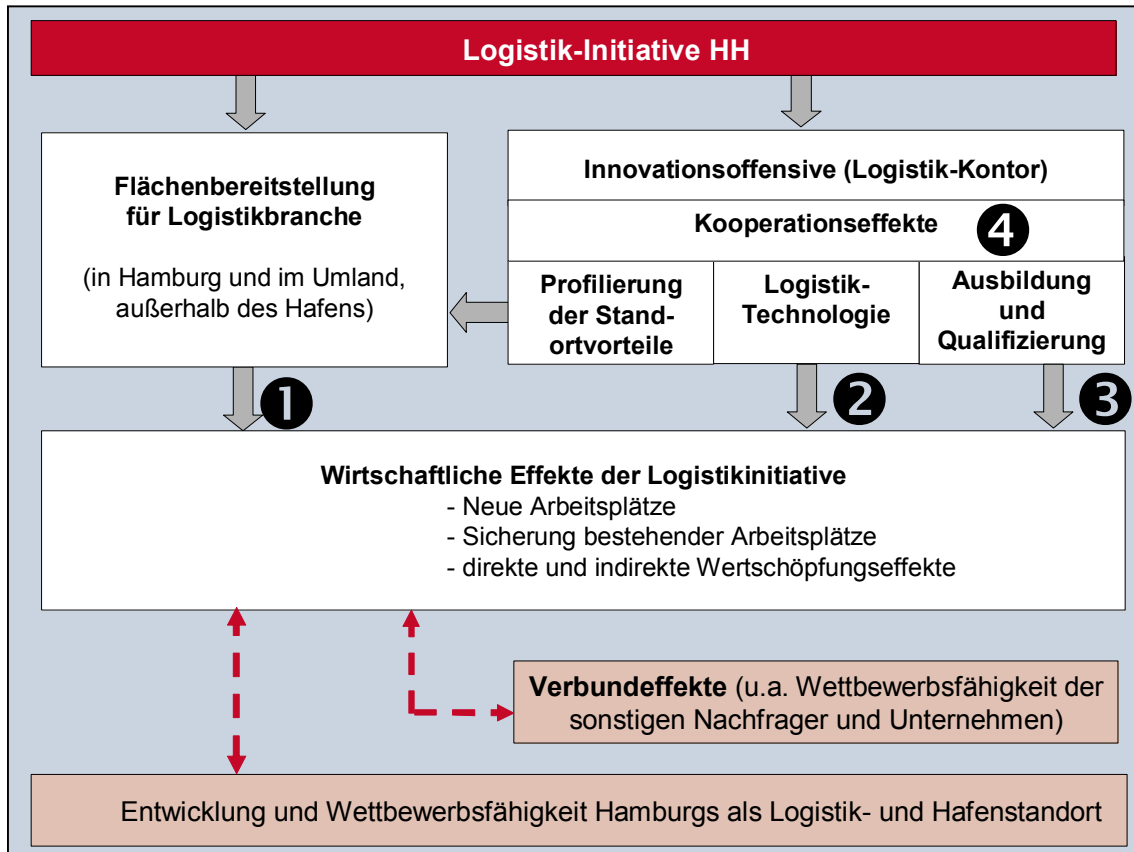 Logistik-Initiative HH
Flächenbereitstellung
für Logistikbranche
(in Hamburg und im Umland,
außerhalb des Hafens)
Innovationsoffensive (Logistik-Kontor)
Kooperationseffekte
4
Profilierung
der Stand-
ortvorteile
Logistik-
Technologie
Ausbildung
und
Qualifizierung
1
2
3
Wirtschaftliche Effekte der Logistikinitiative
- Neue Arbeitsplätze
- Sicherung bestehender Arbeitsplätze
- direkte und indirekte Wertschöpfungseffekte
Verbundeffekte (u.a. Wettbewerbsfähigkeit der
sonstigen Nachfrager und Unternehmen)
Entwicklung und Wettbewerbsfähigkeit Hamburgs als Logistik- und Hafenstandort